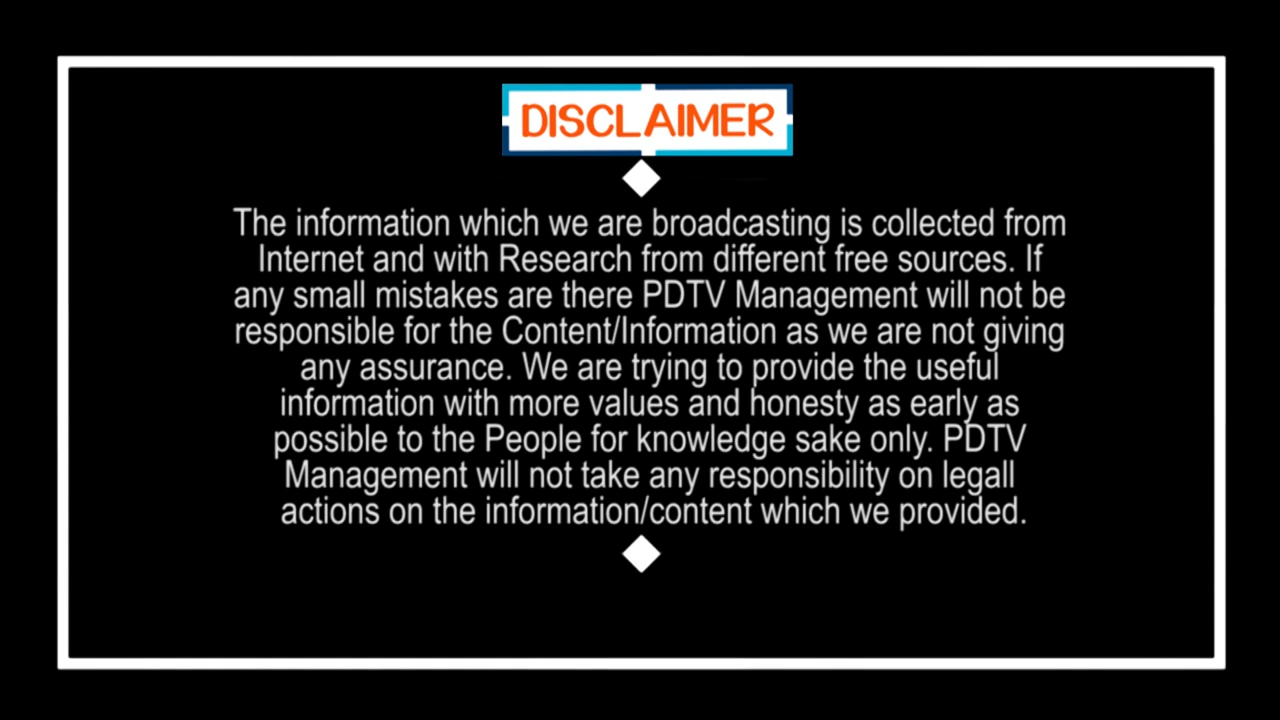 DISCLAIMER
The information which we are broadcasting is collected from
Internet and with Research from different free sources. If
any small mistakes are there PDTV Management will not be
responsible for the Content/Information as we are not giving
any assurance. We are trying to provide the useful
information with more values and honesty as early as
possible to the People for knowledge sake only. PDTV
Management will not take any responsibility on legall
actions on the information/content which we provided.